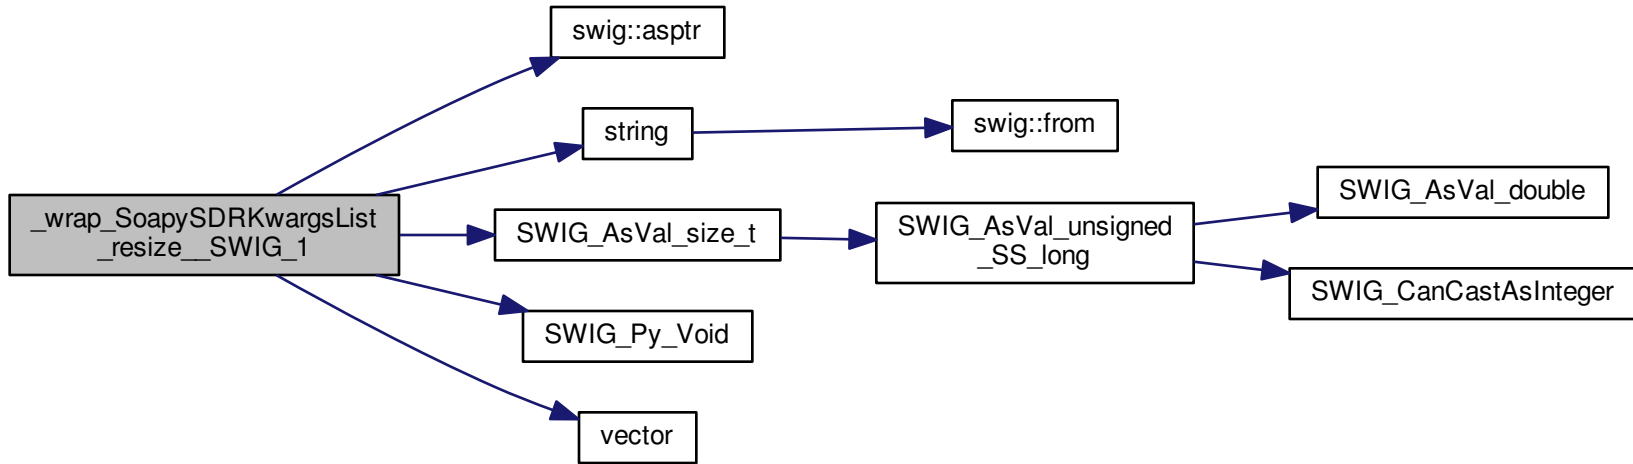 swig::asptr
string
swig::from
_wrap_SoapySDRKwargsList
_resize__SWIG_1
SWIG_AsVal_size_t
SWIG_AsVal_unsigned
_SS_long
SWIG_AsVal_double
SWIG_CanCastAsInteger
SWIG_Py_Void
vector